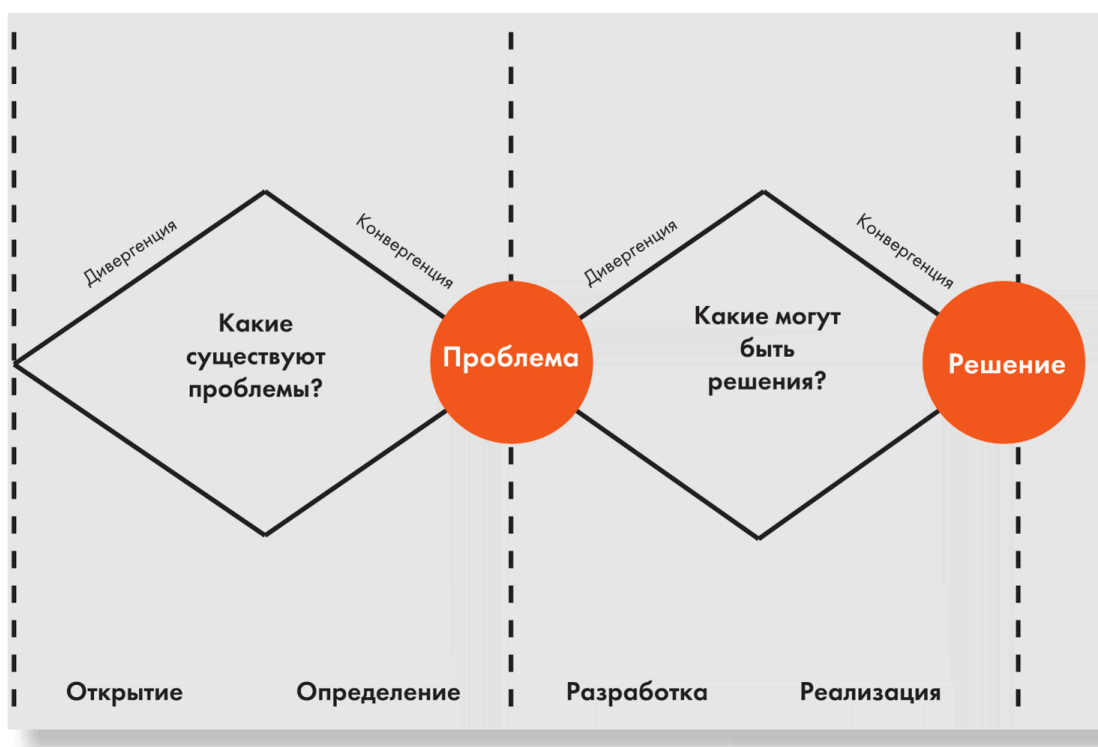 Дивергенция
Конвергенция
Какие
существуют
проблемы?
Проблема
Дивергенция
Конвергенция
Какие могут
быть
решения?
Решение
Открытие
Определение
Разработка
Реализация